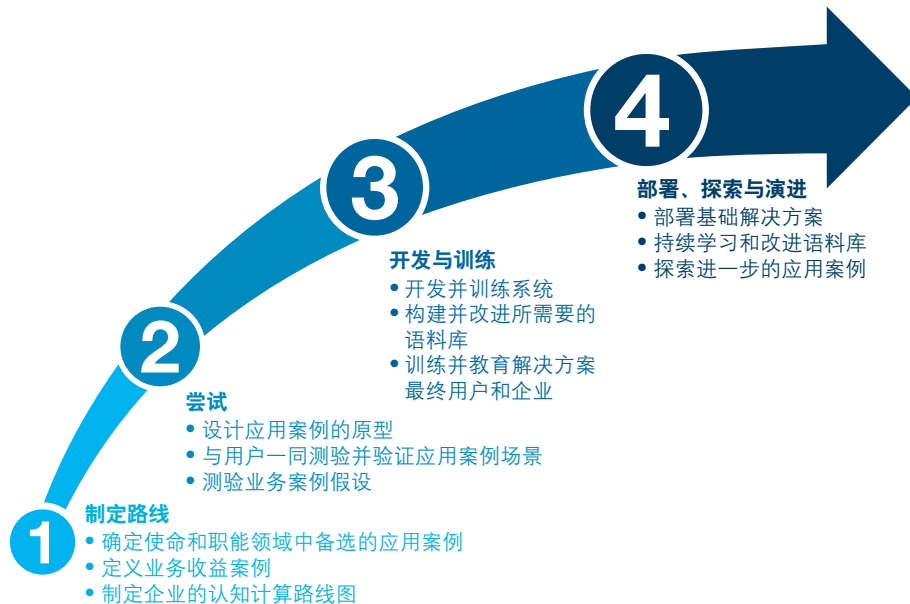 1
制定路线
• 确定使命和职能领域中备选的应用案例
• 定义业务收益案例
• 制定企业的认知计算路线图
2
尝试
• 设计应用案例的原型
• 与用户一同测验并验证应用案例场景
• 测验业务案例假设
3
开发与训练
• 开发并训练系统
• 构建并改进所需要的
语料库
• 训练并教育解决方案
最终用户和企业
4
部署、探索与演进
• 部署基础解决方案
• 持续学习和改进语料库
• 探索进一步的应用案例